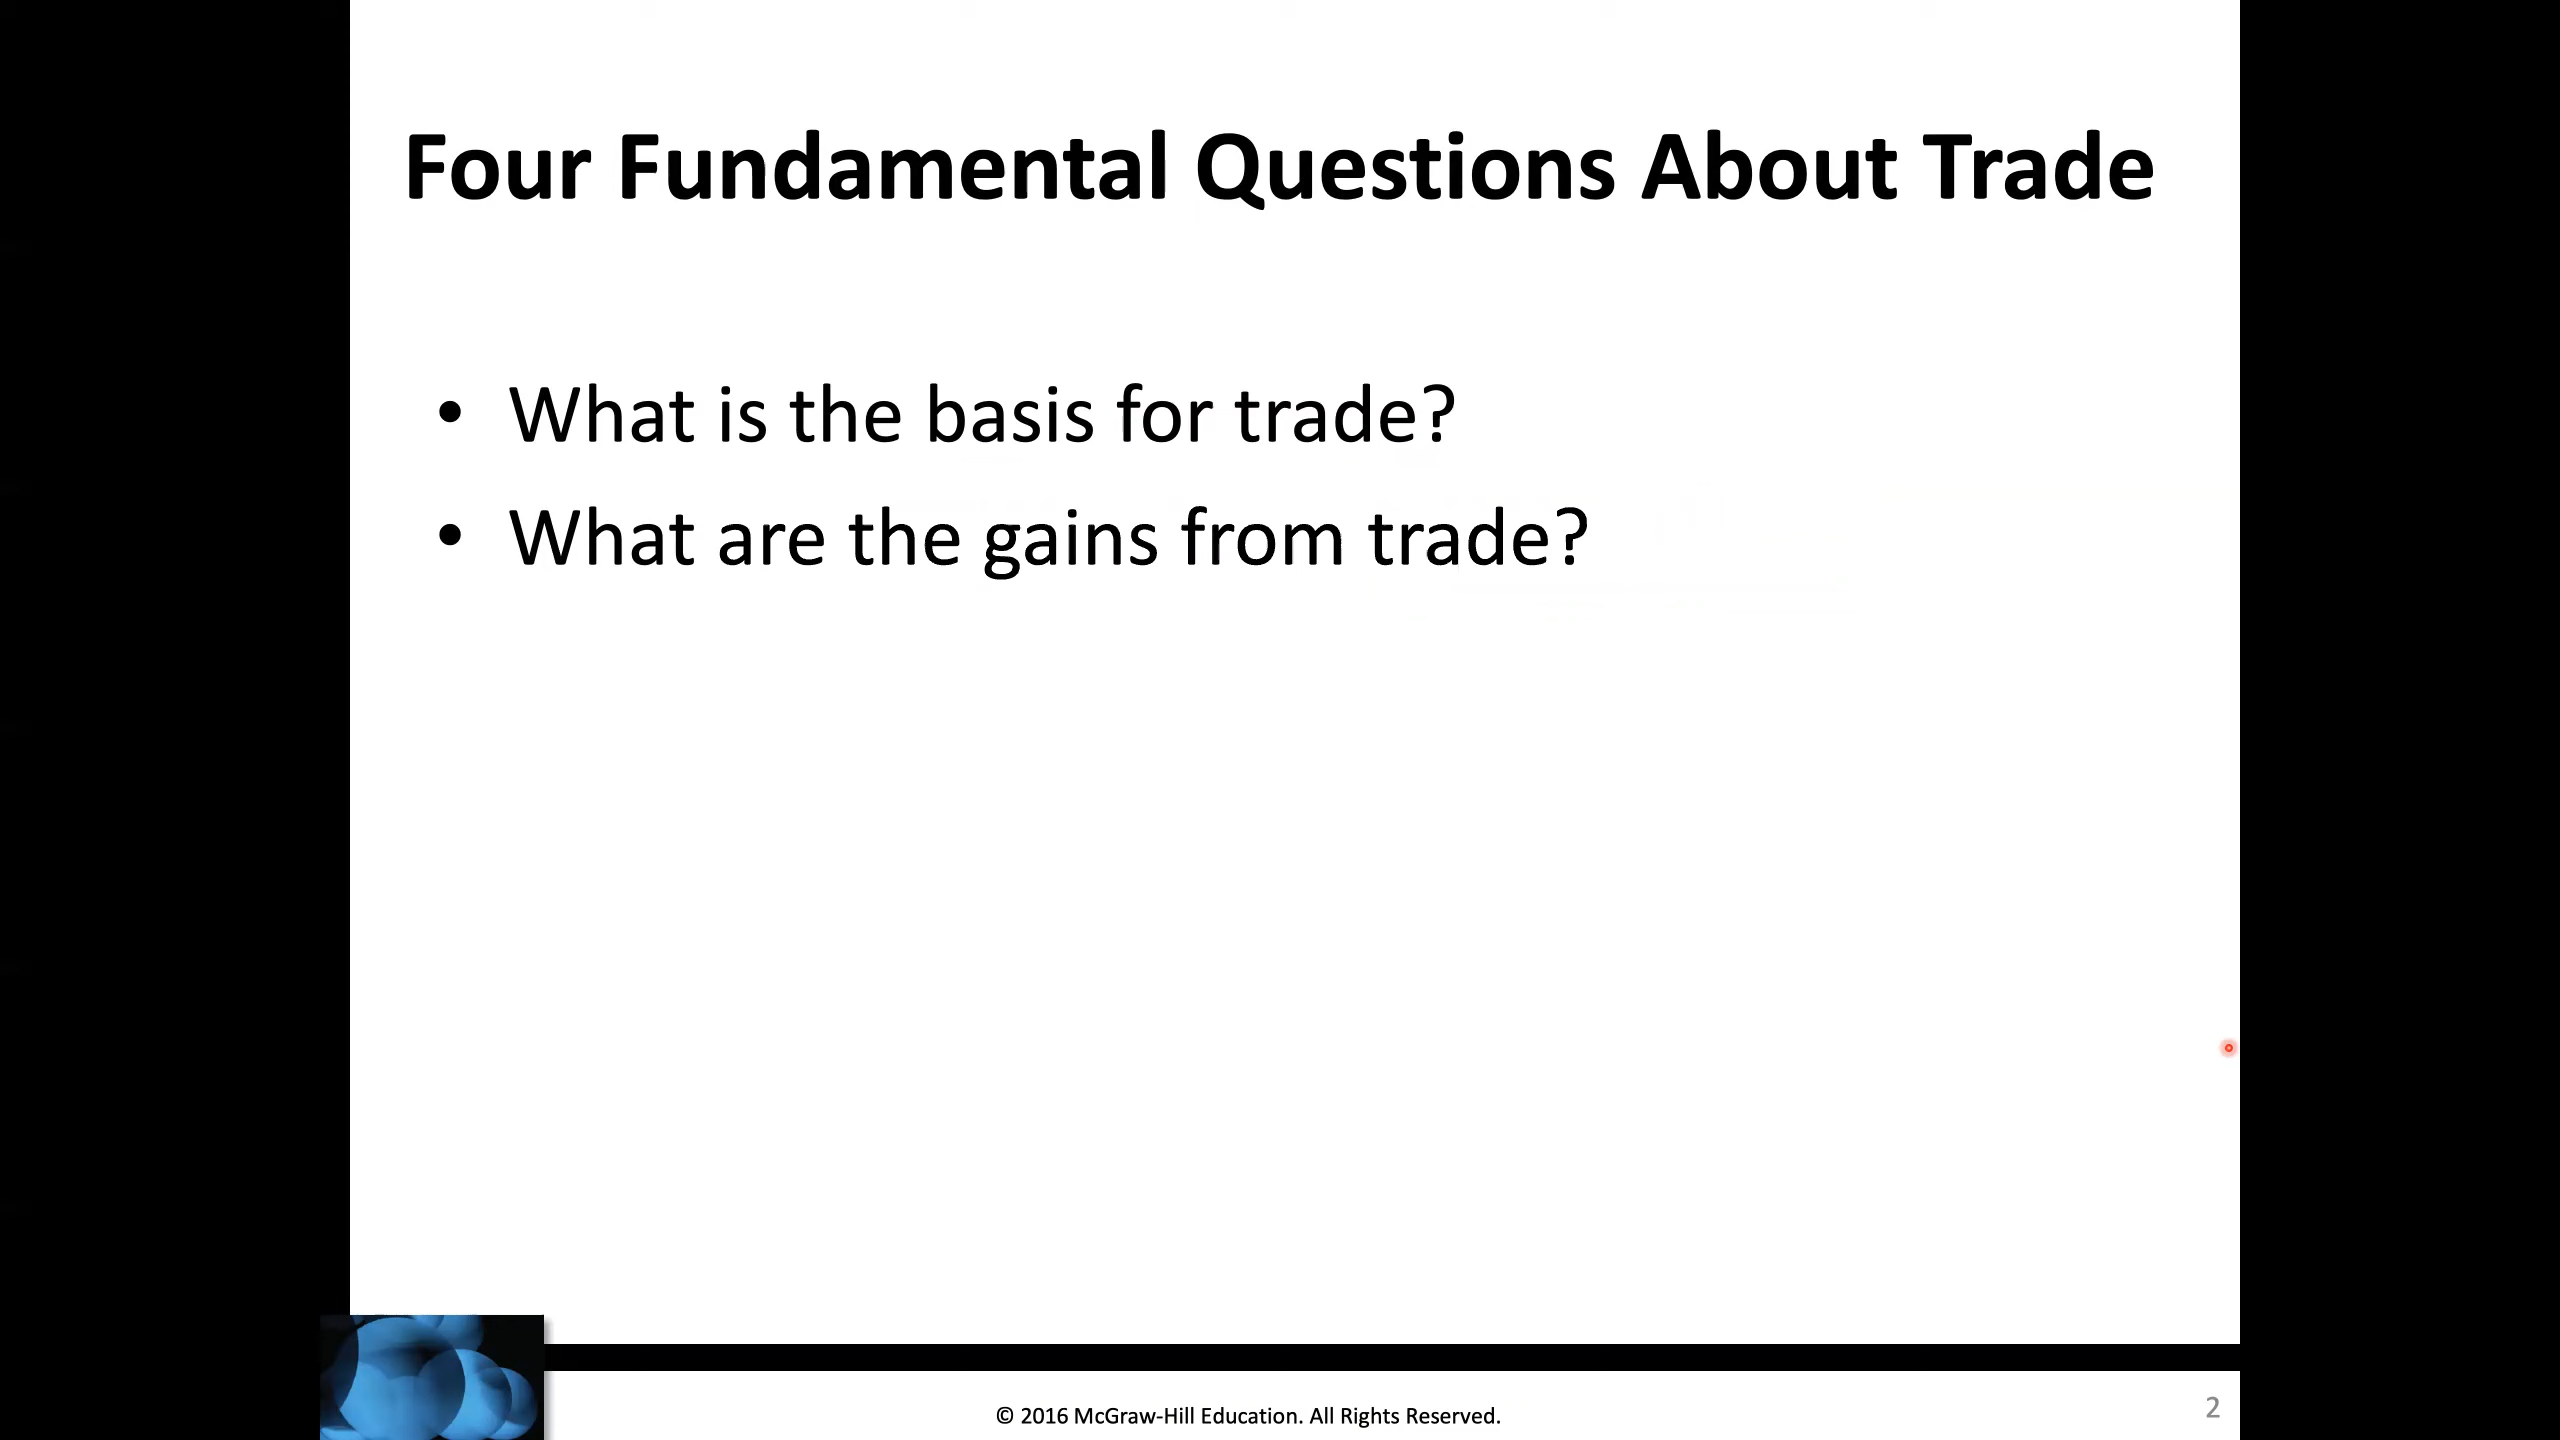 Four Fundamental Questions About Trade
• What is the basis for trade?
• What are the gains from trade?
© 2016 McGraw-Hill Education. All Rights Reserved.
2